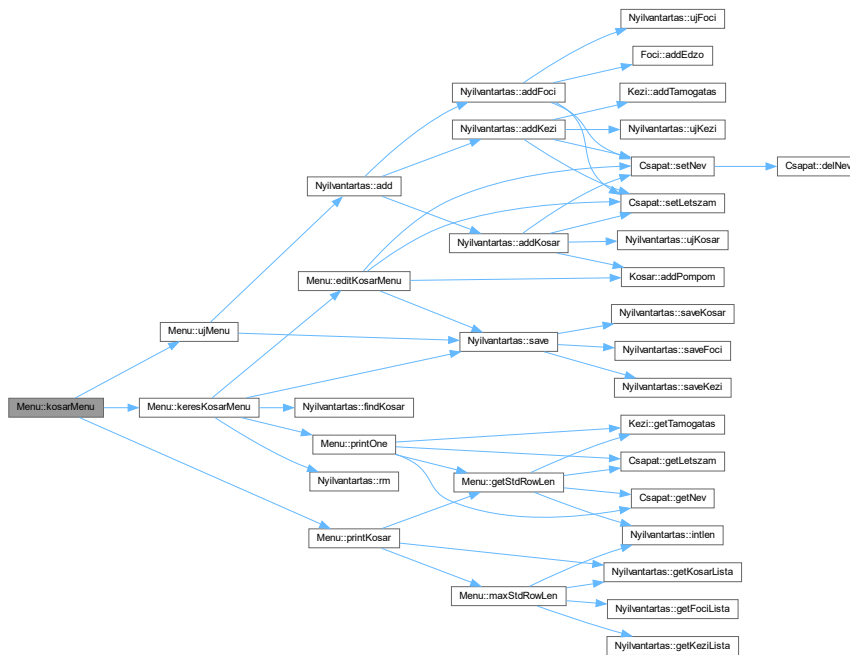 Nyilvantartas::ujFoci
Foci::addEdzo
Nyilvantartas::addFoci
Kezi::addTamogatas
Nyilvantartas::addKezi
Nyilvantartas::ujKezi
Csapat::setNev
Csapat::delNev
Nyilvantartas::add
Csapat::setLetszam
Nyilvantartas::addKosar
Nyilvantartas::ujKosar
Menu::editKosarMenu
Kosar::addPompom
Nyilvantartas::saveKosar
Menu::ujMenu
Nyilvantartas::save
Nyilvantartas::saveFoci
Nyilvantartas::saveKezi
Menu::kosarMenu
Menu::keresKosarMenu
Nyilvantartas::findKosar
Kezi::getTamogatas
Menu::printOne
Csapat::getLetszam
Nyilvantartas::rm
Menu::getStdRowLen
Csapat::getNev
Menu::printKosar
Nyilvantartas::intlen
Nyilvantartas::getKosarLista
Menu::maxStdRowLen
Nyilvantartas::getFociLista
Nyilvantartas::getKeziLista